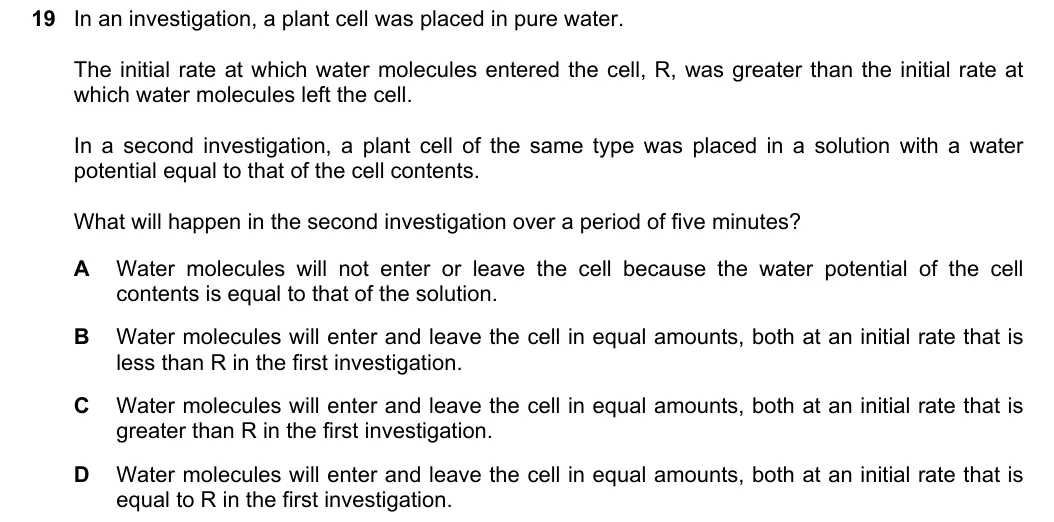 19 In an investigation, a plant cell was placed in pure water.
The initial rate at which water molecules entered the cell, R, was greater than the initial rate at
which water molecules left the cell.
In a second investigation, a plant cell of the same type was placed in a solution with a water
potential equal to that of the cell contents.
What will happen in the second investigation over a period of five minutes?
A Water molecules will not enter or leave the cell because the water potential of the cell
contents is equal to that of the solution.
B Water molecules will enter and leave the cell in equal amounts, both at an initial rate that is
less than R in the first investigation.
C Water molecules will enter and leave the cell in equal amounts, both at an initial rate that is
greater than R in the first investigation.
D Water molecules will enter and leave the cell in equal amounts, both at an initial rate that is
equal to R in the first investigation.